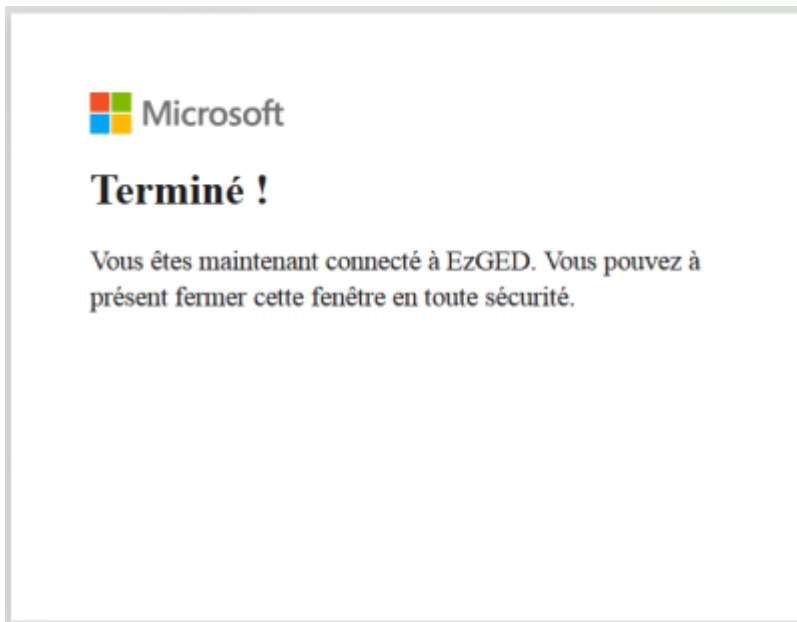 Microsoft
Terminé !
Vous êtes maintenant connecté à EzGED. Vous pouvez à
présent fermer cette fenêtre en toute sécurité.